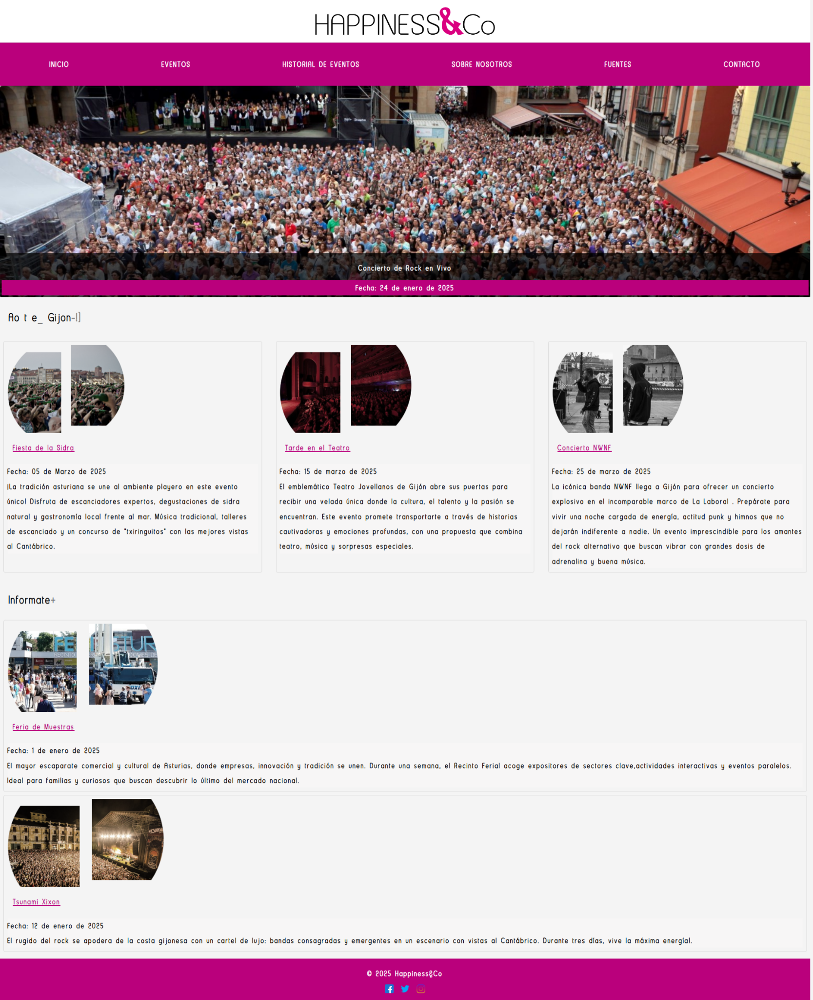 HAPPINESS&Co
INICIO EVENTOS HISTORIAL DE EVENTOS SOBRE NOSOTROS FUENTES CONTACTO
Concierto de Rock en Vivo
Fecha: 24 de enero de 2025
Ao t e_ Gijon-!]
Fiesta de la Sidra
Fecha: 05 de Marzo de 2025
¡La tradición asturiana se une al ambiente playero en este evento
único! Disfruta de escanciadores expertos, degustaciones de sidra
natural y gastronomía local frente al mar. Música tradicional, talleres
de escanciado y un concurso de "txiringuitos" con las mejores vistas
al Cantábrico.
Tarde en el Teatro
Fecha: 15 de marzo de 2025
El emblemático Teatro Jovellanos de Gijón abre sus puertas para
recibir una velada única donde la cultura, el talento y la pasión se
encuentran. Este evento promete transportarte a través de historias
cautivadoras y emociones profundas, con una propuesta que combina
teatro, música y sorpresas especiales.
Concierto NWNF
Fecha: 25 de marzo de 2025
La icónica banda NWNF llega a Gijón para ofrecer un concierto
explosivo en el incomparable marco de La Laboral . Prepárate para
vivir una noche cargada de energía, actitud punk y himnos que no
dejarán indiferente a nadie. Un evento imprescindible para los amantes
del rock alternativo que buscan vibrar con grandes dosis de
adrenalina y buena música.
Informate+
FE
RECINTO
STUR
CIONES DE
OXI
Feria de Muestras
Fecha: 1 de enero de 2025
El mayor escaparate comercial y cultural de Asturias, donde empresas, innovación y tradición se unen. Durante una semana, el Recinto Ferial acoge expositores de sectores clave,actividades interactivas y eventos paralelos.
Ideal para familias y curiosos que buscan descubrir lo último del mercado nacional.
Tsunami Xixon
Fecha: 12 de enero de 2025
El rugido del rock se apodera de la costa gijonesa con un cartel de lujo: bandas consagradas y emergentes en un escenario con vistas al Cantábrico. Durante tres días, vive la máxima energía!.
© 2025 Happiness&Co